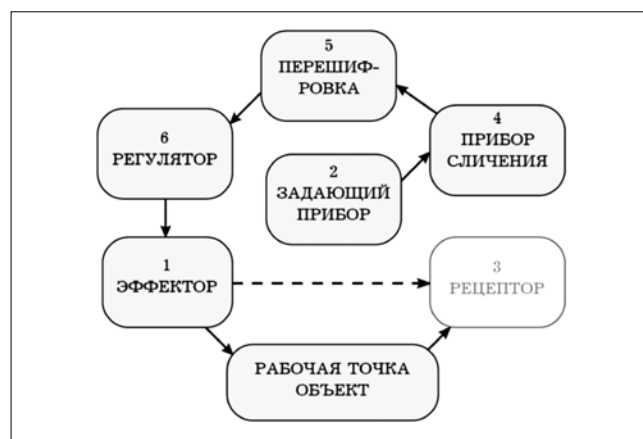 5
ПЕРЕШИФ-
РОВКА
4
ПРИБОР
СЛИЧЕНИЯ
6
РЕГУЛЯТОР
2
ЗАДАЮЩИЙ
ПРИБОР
1
ЭФФЕКТОР
3
РЕЦЕПТОР
РАБОЧАЯ ТОЧКА
ОБЪЕКТ